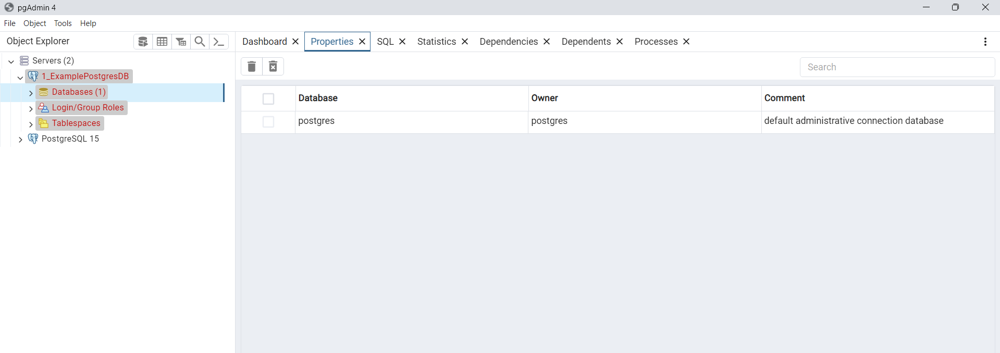 pgAdmin 4
File Object Tools Help
Object Explorer
Dashboard Properties SQL Statistics Dependencies Dependents Processes
Servers (2)
1_ExamplePostgresDB
Databases (1)
Login/Group Roles
Tablespaces
PostgreSQL 15
Search
Database Owner Comment
postgres postgres default administrative connection database